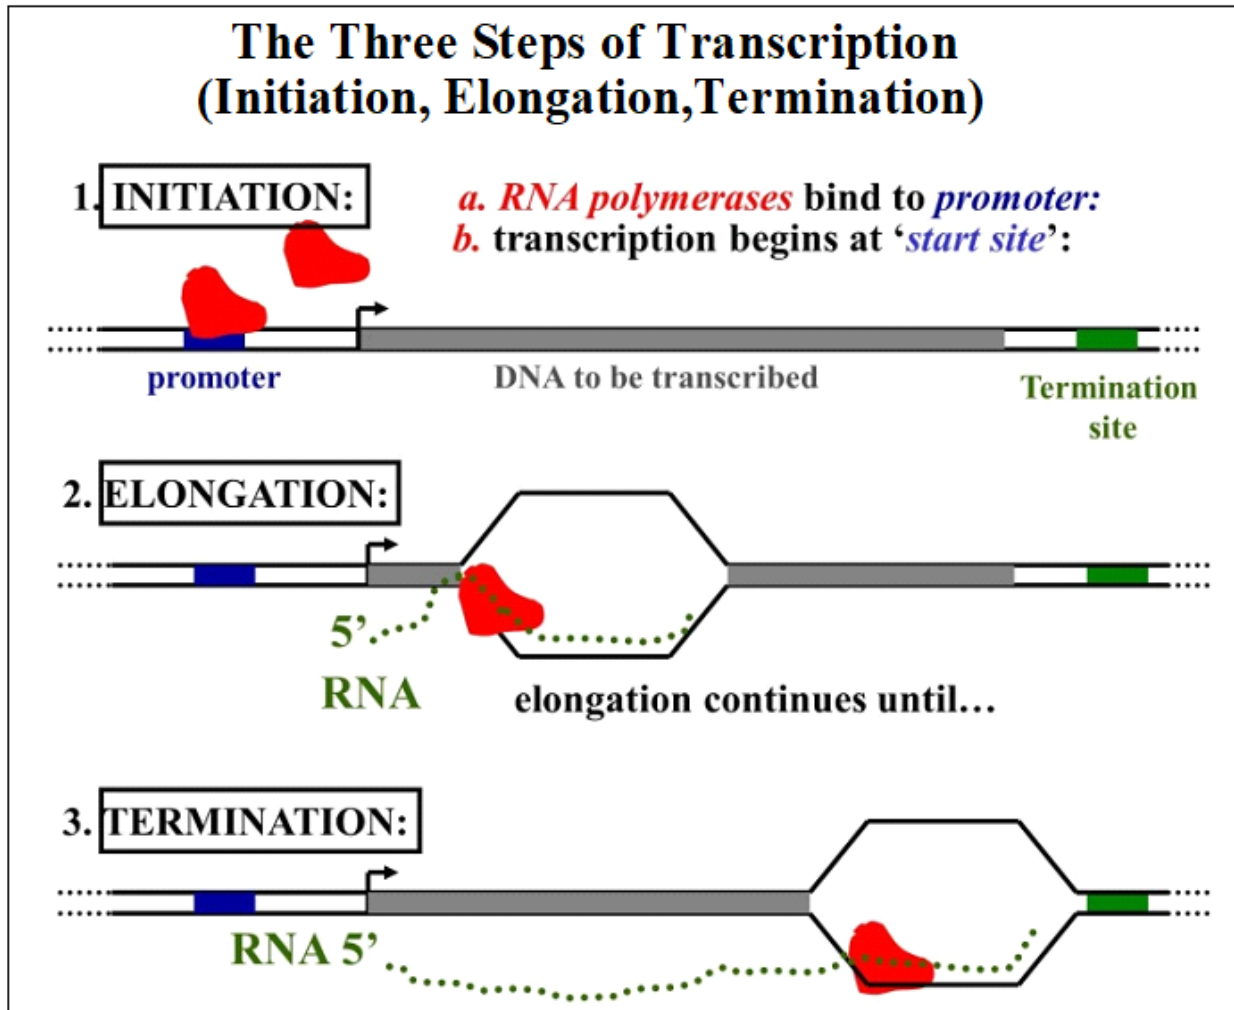 The Three Steps of Transcription
(Initiation, Elongation,Termination)
1. INITIATION:
a. RNA polymerases bind to promoter:
b. transcription begins at ‘start site’:
promoter
DNA to be transcribed
Termination
site
2. ELONGATION:
5’
RNA
elongation continues until…
3. TERMINATION:
RNA 5’